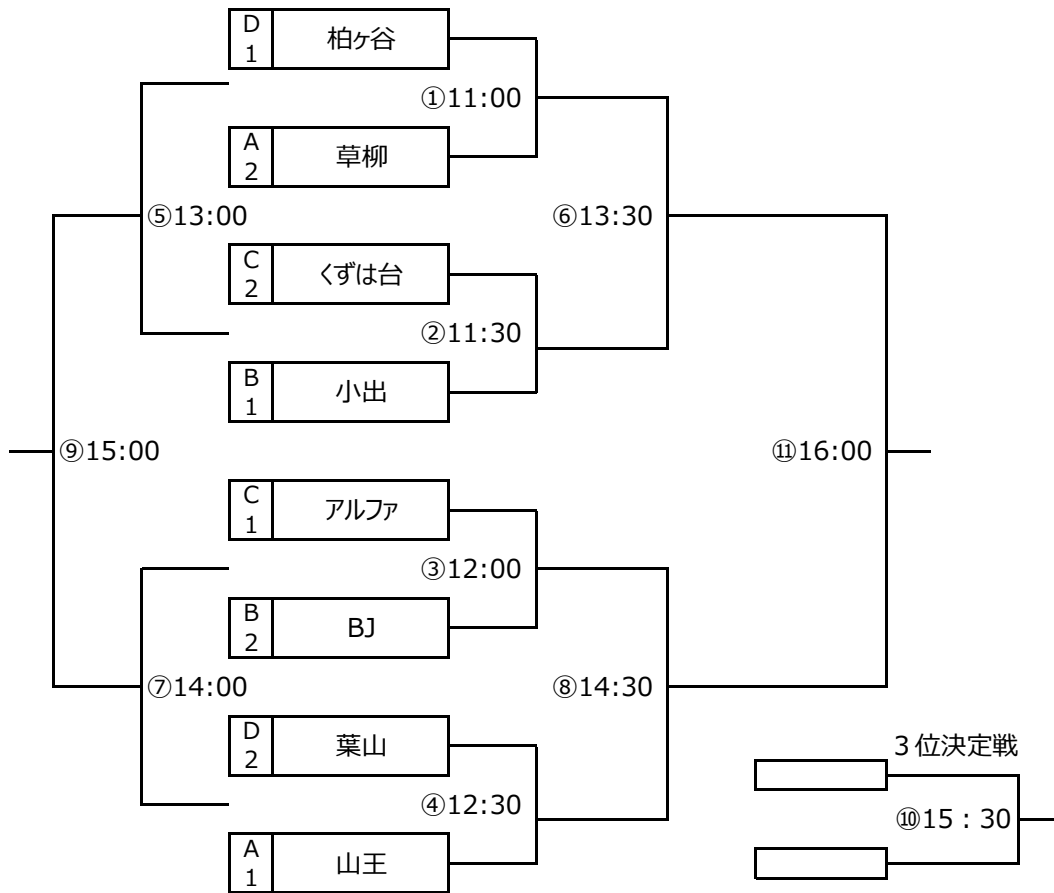 D
1
柏ヶ谷
①11:00
A
2
草柳
⑤13:00
⑥13:30
C
2
くずは台
②11:30
B
1
小出
⑨15:00
⑪16:00
C
1
アルファ
③12:00
B
2
BJ
⑦14:00
⑧14:30
D
2
葉山
3位決定戦
④12:30
⑩15：30
A
1
山王